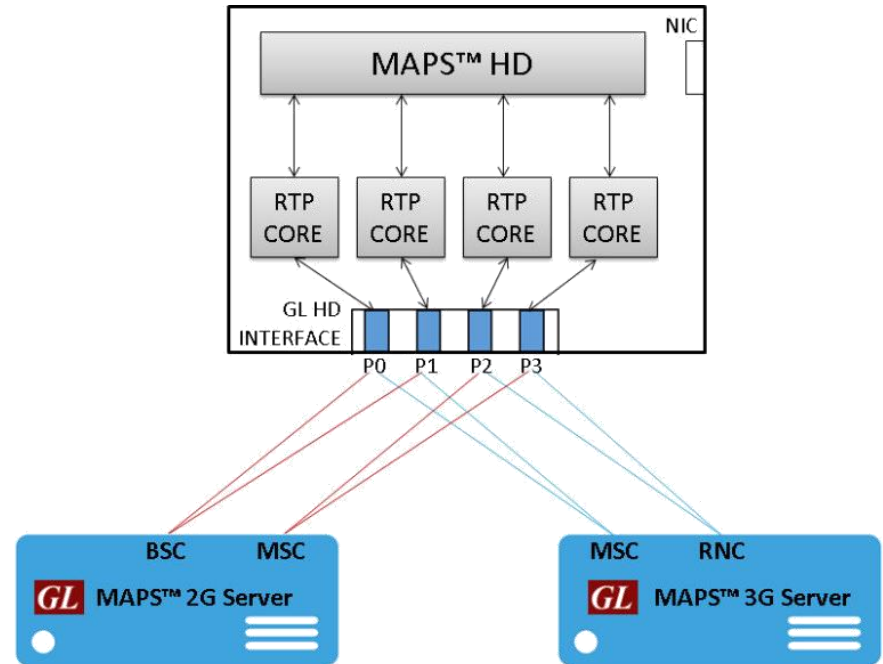 NIC
MAPS™ HD
RTP
CORE
RTP
CORE
RTP
CORE
RTP
CORE
GL HD
INTERFACE
P0 P1 P2 P3
BSC MSC
GL MAPS™ 2G Server
MSC RNC
GL MAPS™ 3G Server